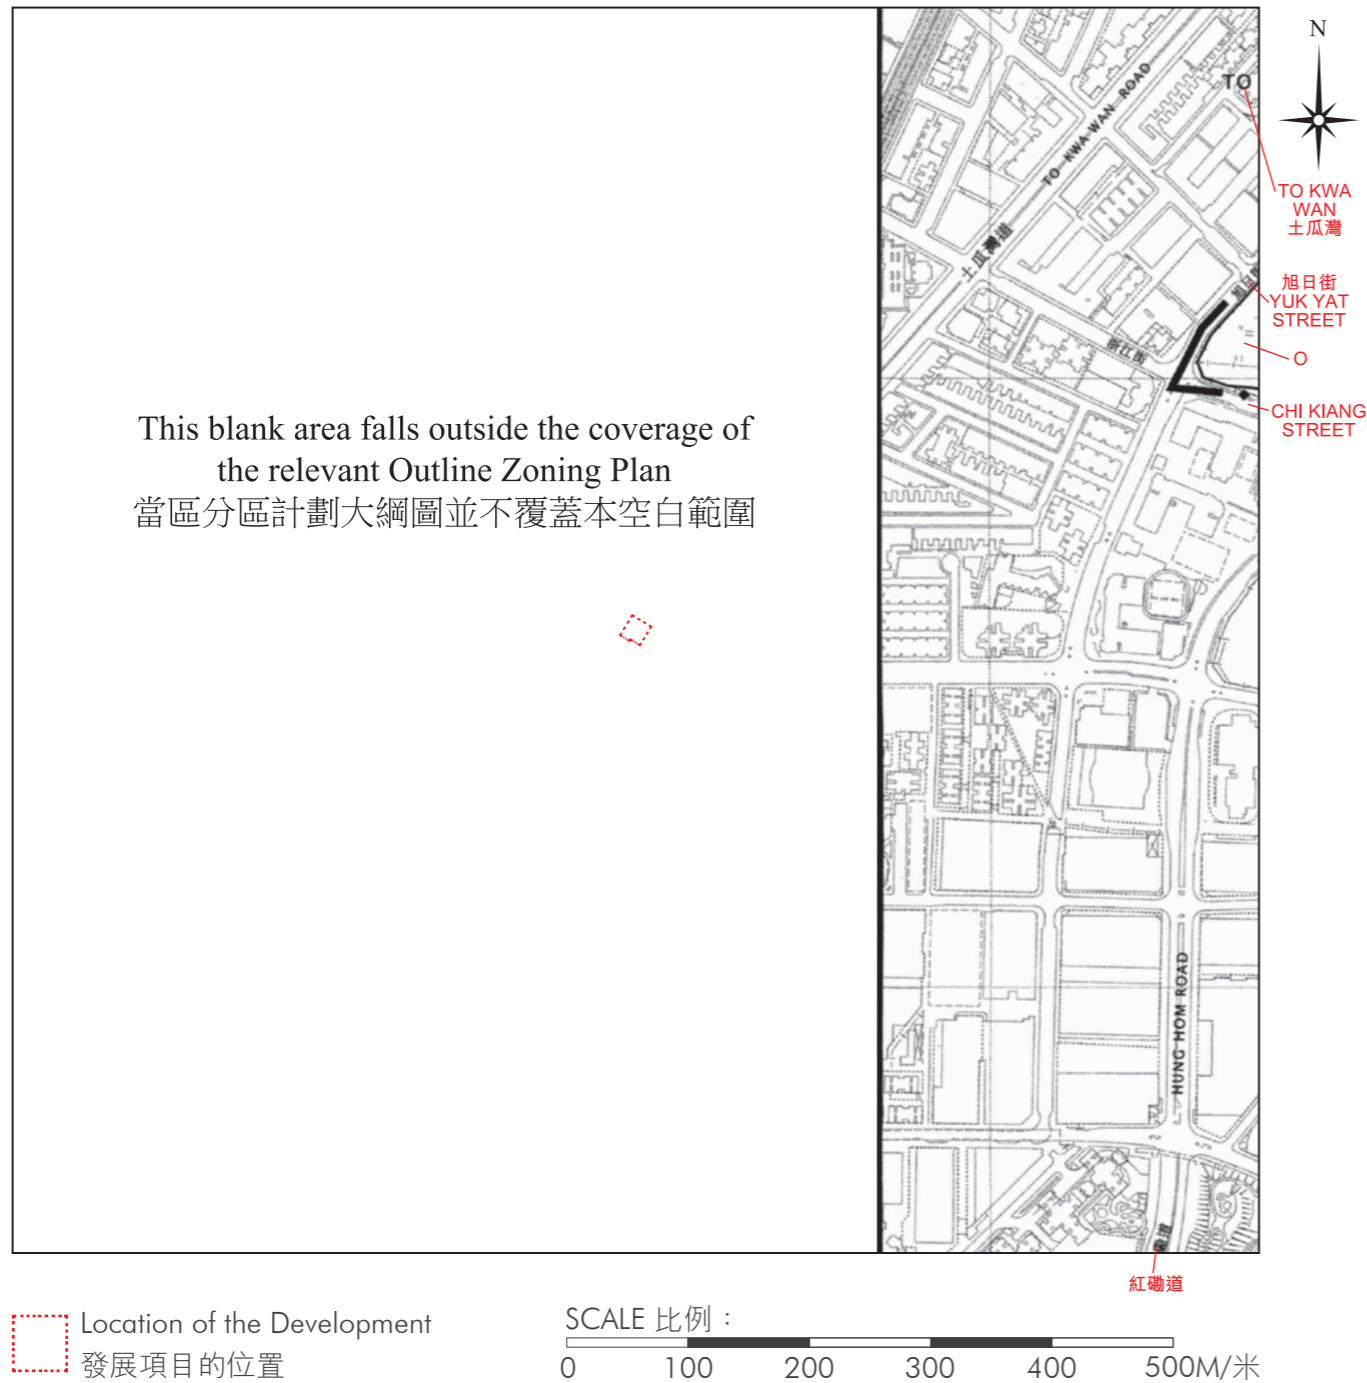 N
TO
TO KWA WAN ROAD
土瓜灣道
TO KWA
WAN
土瓜灣
旭日街
YUK YAT
STREET
旭日
O
浙江街
CHI KIANG
STREET
This blank area falls outside the coverage of
the relevant Outline Zoning Plan
當區分區計劃大綱圖並不覆蓋本空白範圍
HUNG HOM ROAD
紅磡道
Location of the Development
發展項目的位置
SCALE 比例：
0 100 200 300 400 500M/米